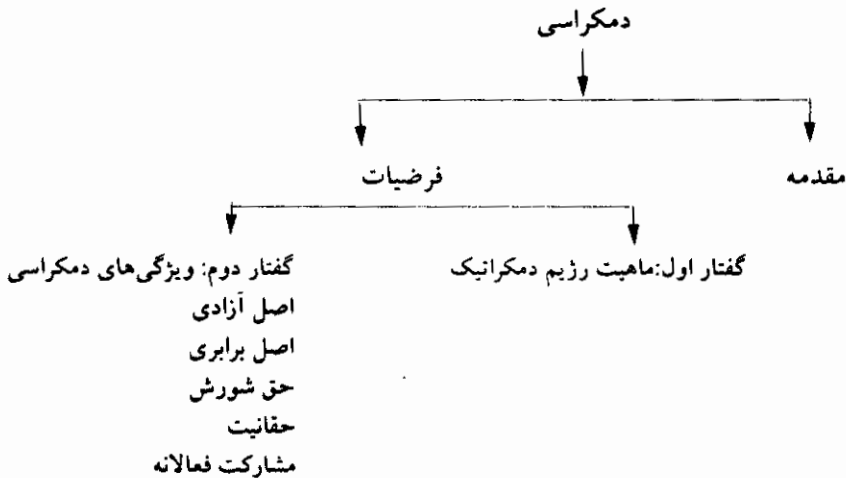 دمکراسی
مقدمه
فرضیات
گفتار اول:ماهیت رژیم دمکراتیک
گفتار دوم: ویژگی‌های دمکراسی
اصل آزادی
اصل برابری
حق شورش
حقانیت
مشارکت فعالانه